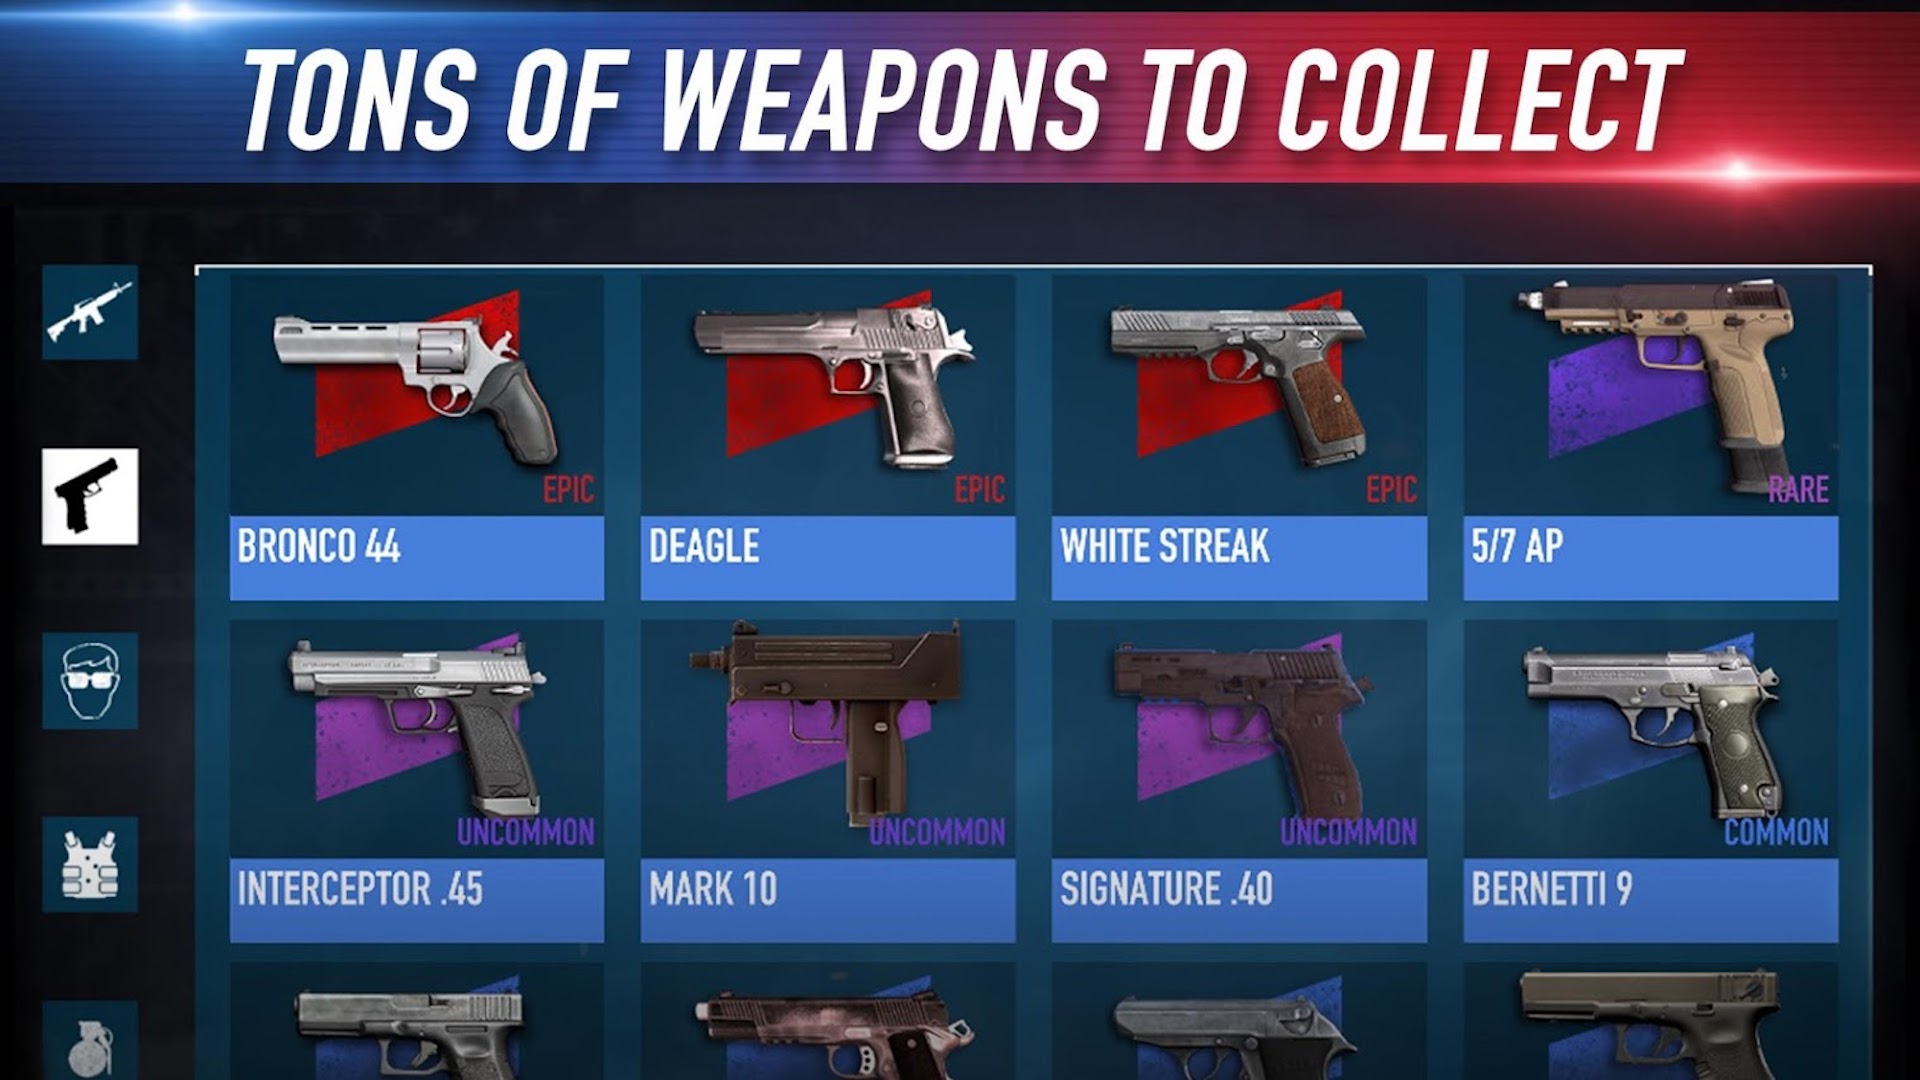 TONS OF WEAPONS TO COLLECT
EPIC
BRONCO 44
EPIC
DEAGLE
EPIC
WHITE STREAK
RARE
5/7 AP
UNCOMMON
INTERCEPTOR .45
UNCOMMON
MARK 10
UNCOMMON
SIGNATURE .40
COMMON
BERNETTI 9